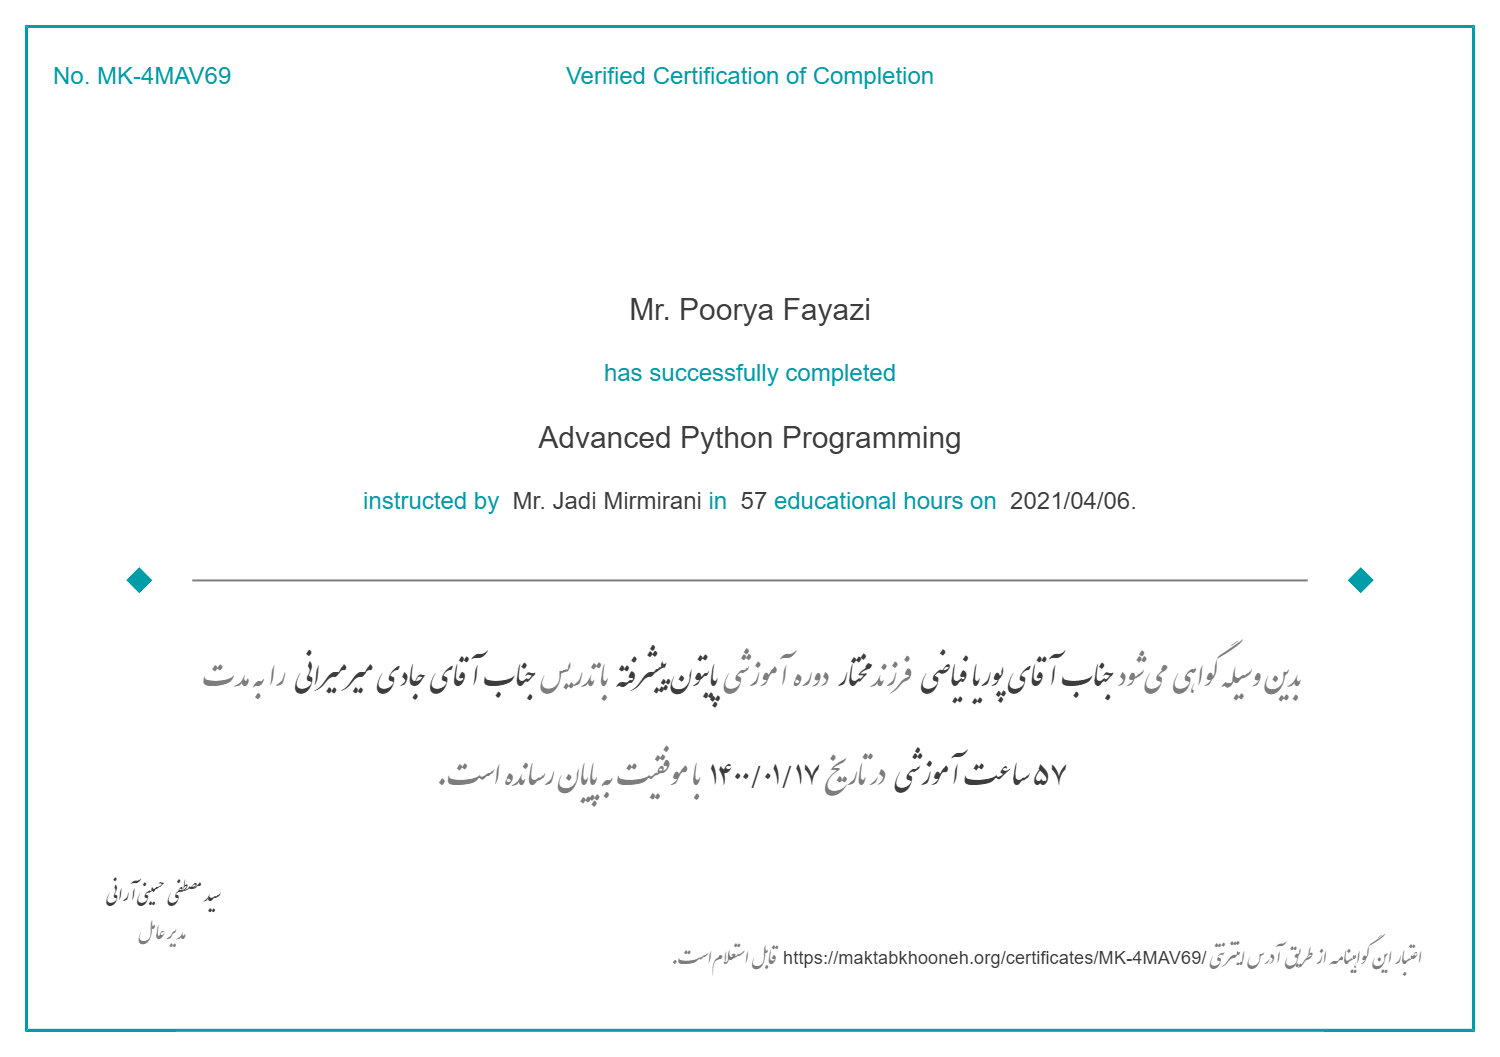 No. MK-4MAV69
Verified Certification of Completion
Mr. Poorya Fayazi
has successfully completed
Advanced Python Programming
instructed by Mr. Jadi Mirmirani in 57 educational hours on 2021/04/06.
بدین وسیله گواهی می‌شود جناب آقای پوریا فیاضی فرزند مختار دوره آموزشی پایتون پیشرفته با تدریس جناب آقای جادی میرمیرانی را به مدت
۵۷ ساعت آموزشی در تاریخ ۱۴۰۰/۰۱/۱۷ با موفقیت به پایان رسانده است.
سید مصطفی حسینی آرانی
مدیر عامل
اعتبار این گواهینامه از طریق آدرس اینترنتی https://maktabkhooneh.org/certificates/MK-4MAV69/ قابل استعلام است.